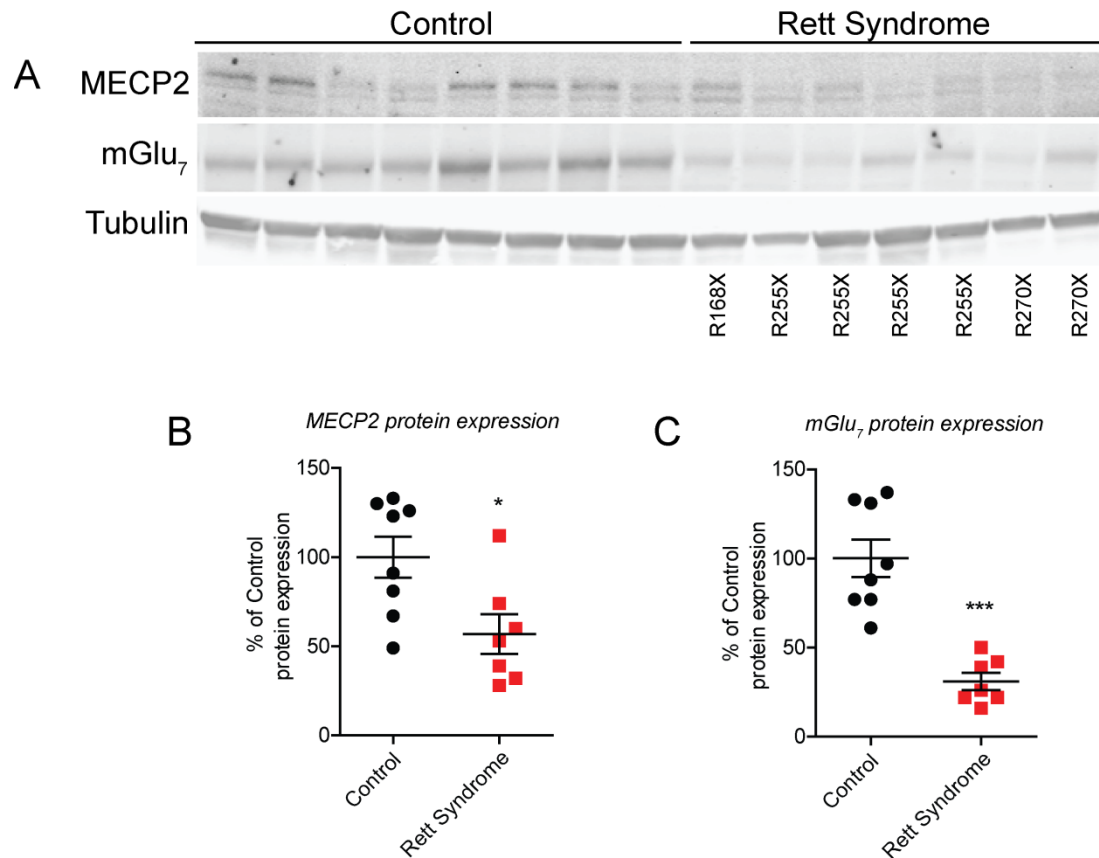 Control Rett Syndrome
A
MECP2
mGlu₇
Tubulin
R168X R255X R255X R255X R255X R270X R270X
B
MECP2 protein expression
% of Control
protein expression
150
100
50
0
*
Control Rett Syndrome
C
mGlu₇ protein expression
% of Control
protein expression
150
100
50
0
***
Control Rett Syndrome